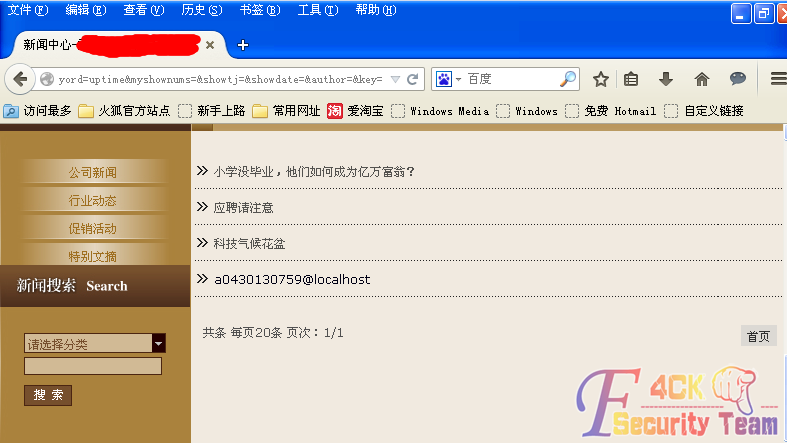 文件(F) 编辑(E) 查看(V) 历史(S) 书签(B) 工具(T) 帮助(H)
新闻中心-
yord=uptime&myshownums=&showtj=&showdate=&author=&key=
百度
访问最多 火狐官方站点 新手上路 常用网址 淘 爱淘宝 Windows Media Windows 免费 Hotmail 自定义链接
公司新闻
行业动态
促销活动
特别文摘
新闻搜索 Search
请选择分类
搜 索
小学没毕业，他们如何成为亿万富翁？
应聘请注意
科技气候花盆
a0430130759@localhost
共条 每页20条 页次：1/1
首页
F4CK
Security Team